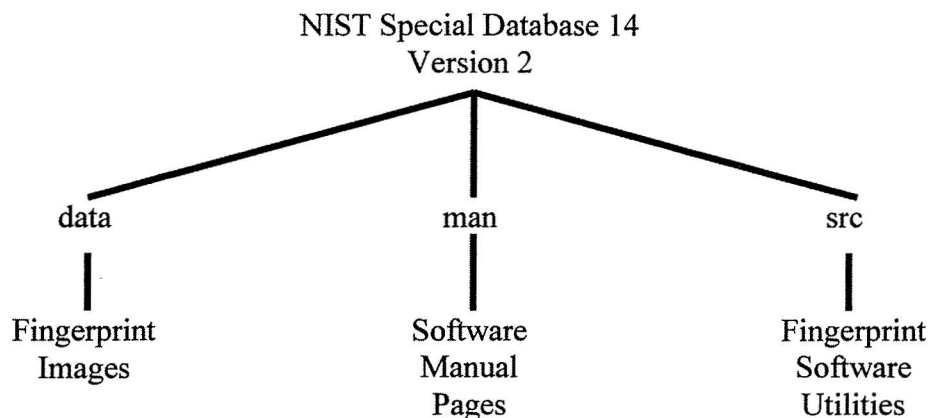 NIST Special Database 14
Version 2
data
man
src
Fingerprint
Images
Software
Manual
Pages
Fingerprint
Software
Utilities